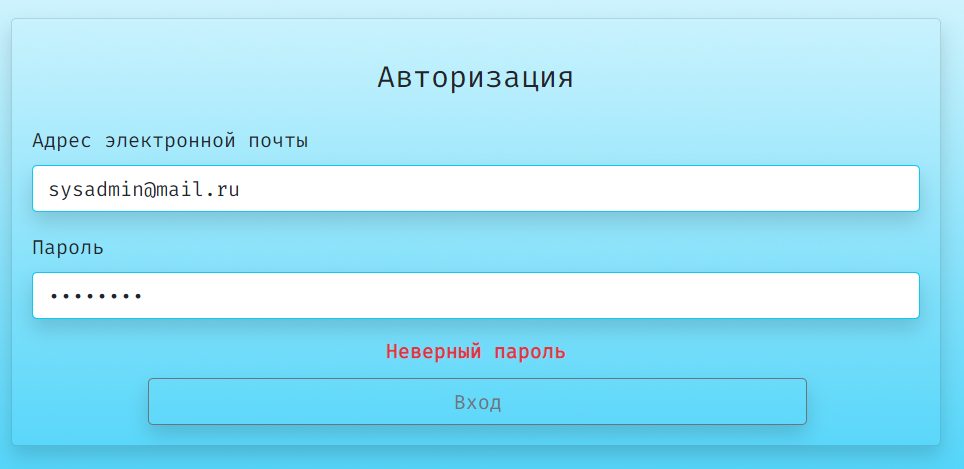 Авторизация
Адрес электронной почты
sysadmin@mail.ru
Пароль
••••••••
Неверный пароль
Вход